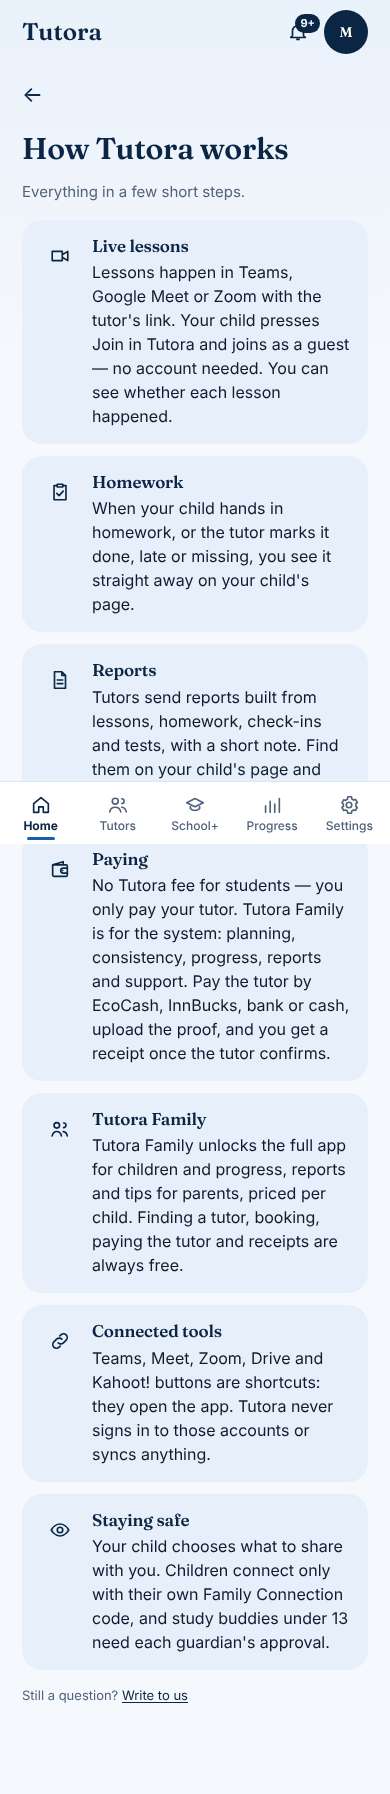 Tutora
9+
M
How Tutora works
Everything in a few short steps.
Live lessons
Lessons happen in Teams,
Google Meet or Zoom with the
tutor's link. Your child presses
Join in Tutora and joins as a guest
— no account needed. You can
see whether each lesson
happened.
Homework
When your child hands in
homework, or the tutor marks it
done, late or missing, you see it
straight away on your child's
page.
Reports
Tutors send reports built from
lessons, homework, check-ins
and tests, with a short note. Find
them on your child's page and
Home
Tutors
School+
Progress
Settings
Paying
No Tutora fee for students — you
only pay your tutor. Tutora Family
is for the system: planning,
consistency, progress, reports
and support. Pay the tutor by
EcoCash, InnBucks, bank or cash,
upload the proof, and you get a
receipt once the tutor confirms.
Tutora Family
Tutora Family unlocks the full app
for children and progress, reports
and tips for parents, priced per
child. Finding a tutor, booking,
paying the tutor and receipts are
always free.
Connected tools
Teams, Meet, Zoom, Drive and
Kahoot! buttons are shortcuts:
they open the app. Tutora never
signs in to those accounts or
syncs anything.
Staying safe
Your child chooses what to share
with you. Children connect only
with their own Family Connection
code, and study buddies under 13
need each guardian's approval.
Still a question? Write to us